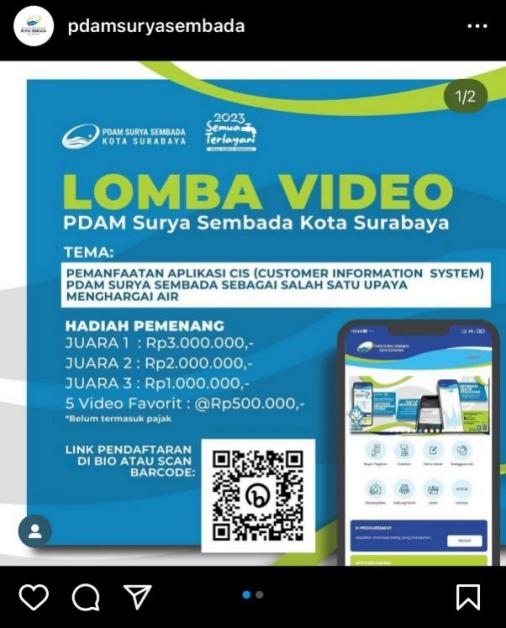 pdamsuryasembada
1/2
PDAM SURYA SEMBADA
KOTA SURABAYA
2023
Semua
Terlayani
LOMBA VIDEO
PDAM Surya Sembada Kota Surabaya
TEMA:
PEMANFAATAN APLIKASI CIS (CUSTOMER INFORMATION SYSTEM)
PDAM SURYA SEMBADA SEBAGAI SALAH SATU UPAYA
MENGHARGAI AIR
HADIAH PEMENANG
JUARA 1 : Rp3.000.000,-
JUARA 2 : Rp2.000.000,-
JUARA 3 : Rp1.000.000,-
5 Video Favorit : @Rp500.000,-
*Belum termasuk pajak
LINK PENDAFTARAN
DI BIO ATAU SCAN
BARCODE:
E-PROCUREMENT